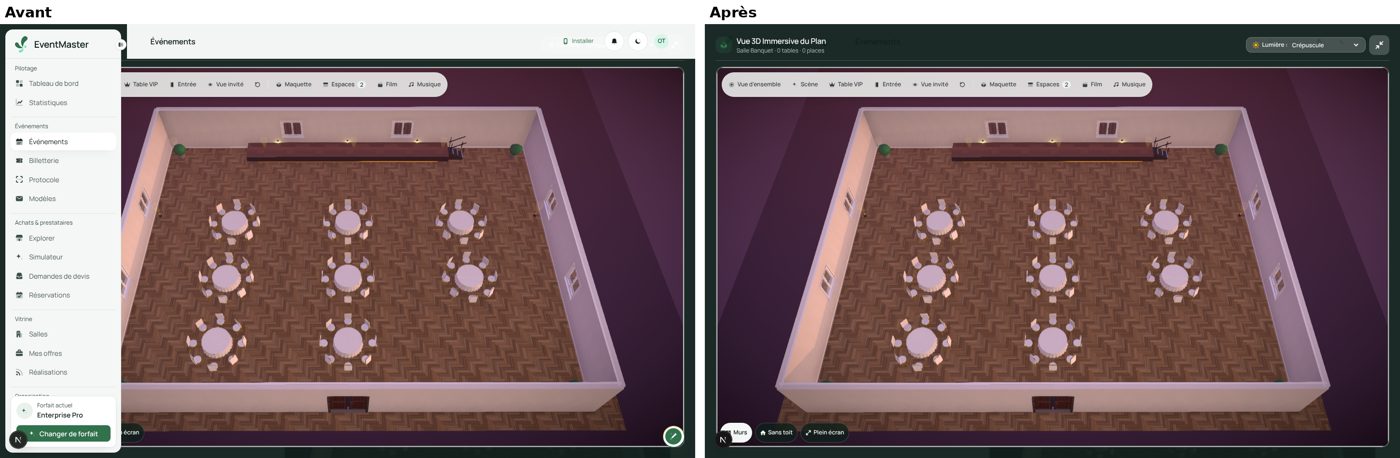 Avant
EventMaster
Pilotage
Tableau de bord
Statistiques
Événements
Événements
Billetterie
Protocole
Modèles
Achats & prestataires
Explorer
Simulateur
Demandes de devis
Réservations
Vitrine
Salles
Mes offres
Réalisations
Forfait actuel
Enterprise Pro
Changer de forfait
N
Événements
Installer
OT
Table VIP
Entrée
Vue invité
Maquette
Espaces 2
Film
Musique
écran
Après
Vue 3D Immersive du Plan
Salle Banquet · 0 tables · 0 places
Événements
Lumière : Crépuscule
Vue d'ensemble
Scène
Table VIP
Entrée
Vue invité
Maquette
Espaces 2
Film
Musique
Murs
Sans toit
Plein écran
N